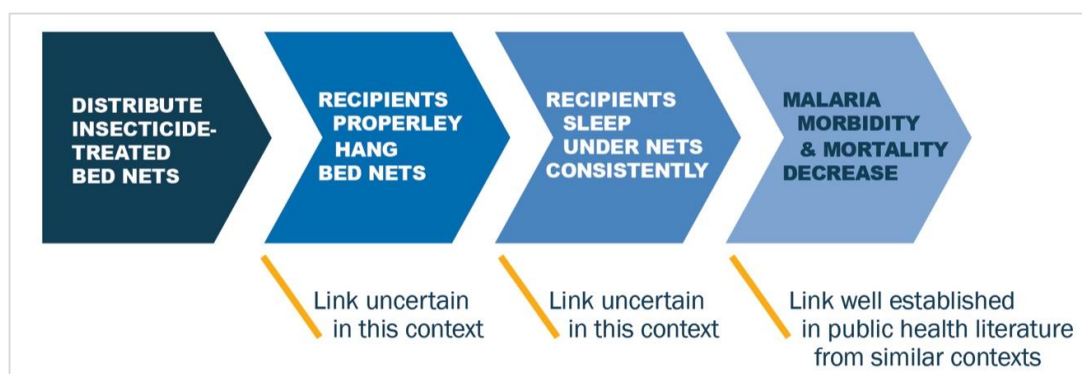 DISTRIBUTE
INSECTICIDE-
TREATED
BED NETS
RECIPIENTS
PROPERLEY
HANG
BED NETS
RECIPIENTS
SLEEP
UNDER NETS
CONSISTENTLY
MALARIA
MORBIDITY
& MORTALITY
DECREASE
Link uncertain
in this context
Link uncertain
in this context
Link well established
in public health literature
from similar contexts